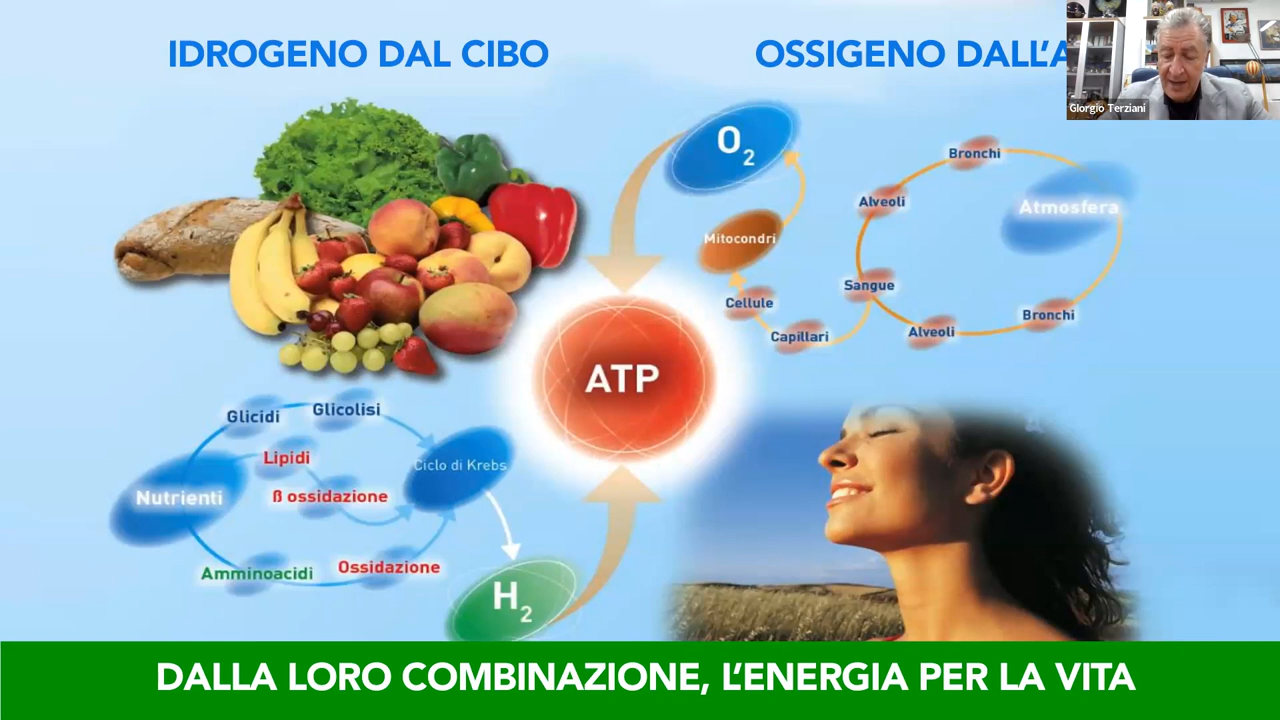 IDROGENO DAL CIBO
OSSIGENO DALL'A
Giorgio Terziani
O2
Bronchi
Alveoli
Atmosfera
Mitocondri
Sangue
Cellule
Bronchi
Capillari
Alveoli
ATP
Glicidi
Glicolisi
Lipidi
Ciclo di Krebs
Nutrienti
ß ossidazione
Amminoacidi
Ossidazione
H2
DALLA LORO COMBINAZIONE, L'ENERGIA PER LA VITA